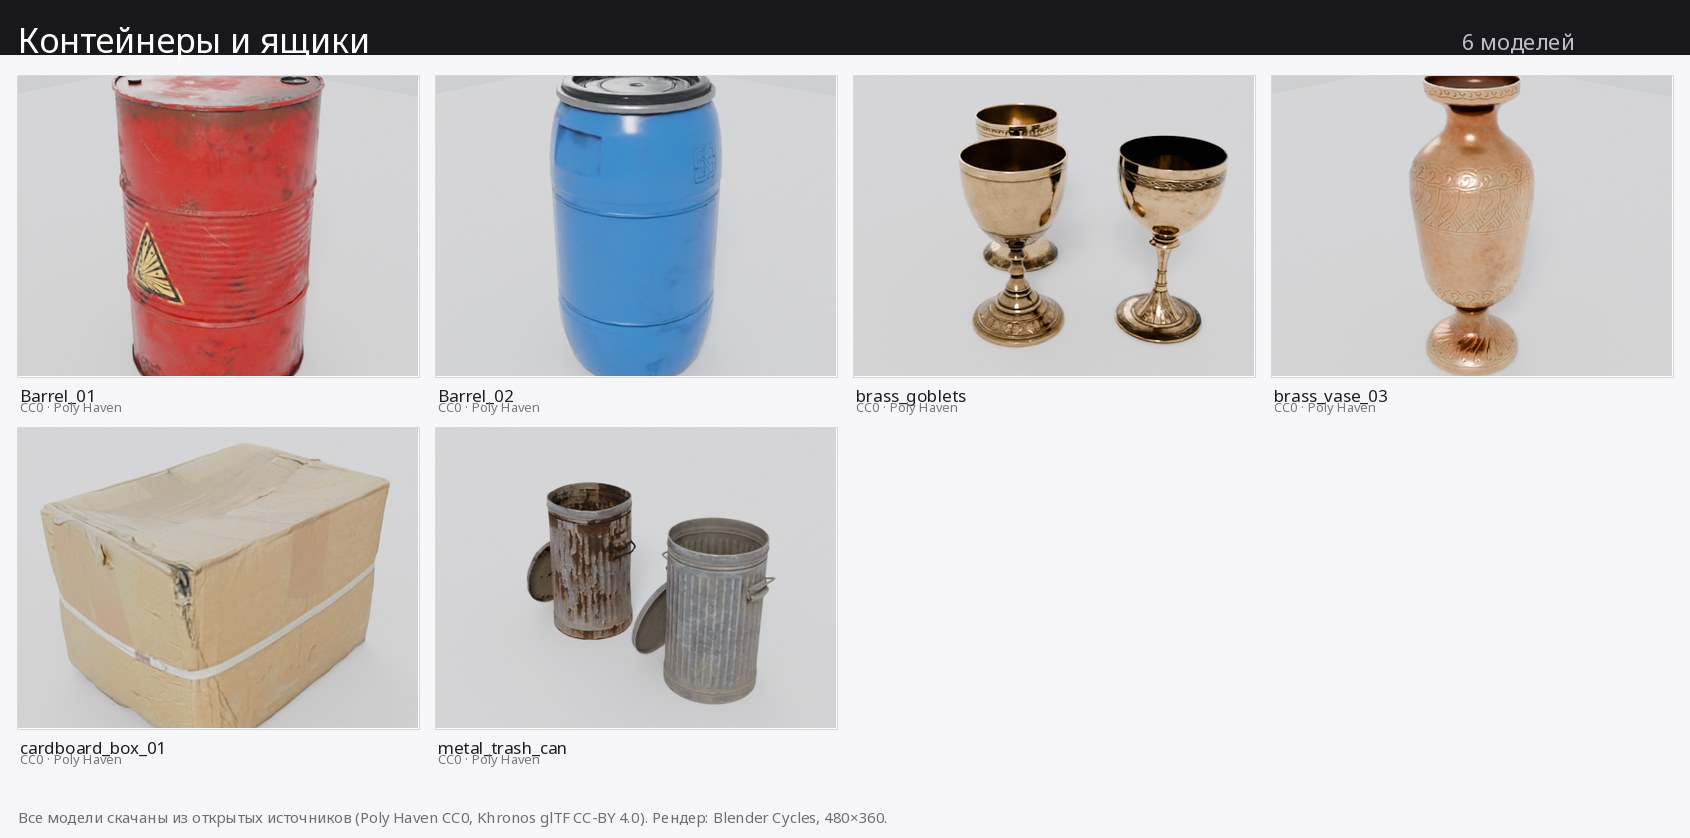 Контейнеры и ящики
6 моделей
Barrel_01
CC0 · Poly Haven
Barrel_02
CC0 · Poly Haven
brass_goblets
CC0 · Poly Haven
brass_vase_03
CC0 · Poly Haven
cardboard_box_01
CC0 · Poly Haven
metal_trash_can
CC0 · Poly Haven
Все модели скачаны из открытых источников (Poly Haven CC0, Khronos glTF CC-BY 4.0). Рендер: Blender Cycles, 480×360.